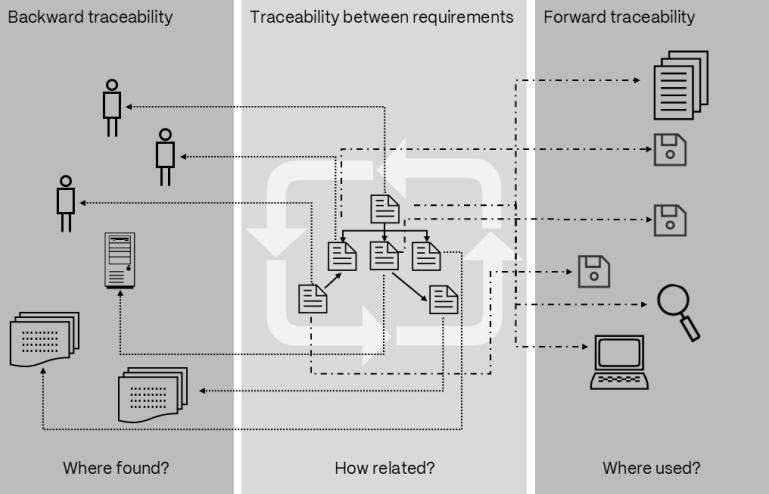 Backward traceability
Traceability between requirements
Forward traceability
Where found?
How related?
Where used?